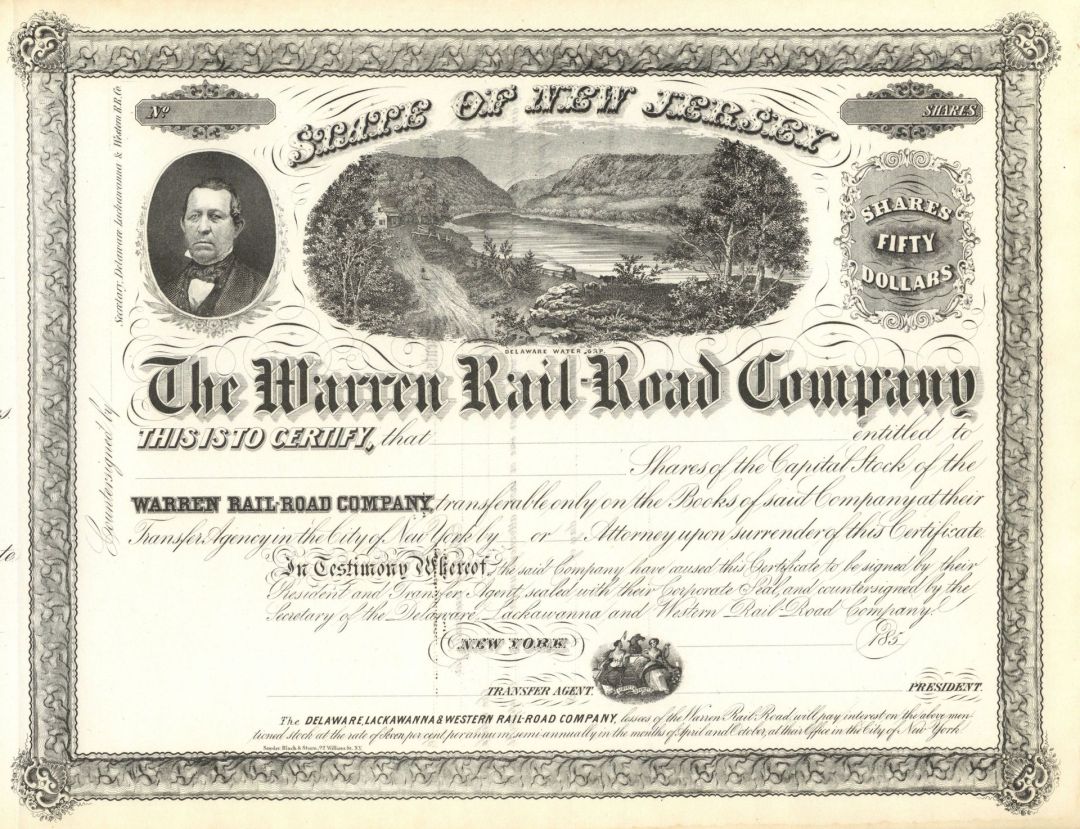 STATE OF NEW JERSEY
No.
SHARES
SHARES
FIFTY
DOLLARS
DELAWARE WATER GAP.
The Warren Rail-Road Company
THIS IS TO CERTIFY, that entitled to
Shares of the Capital Stock of the
WARREN RAIL-ROAD COMPANY, transferable only on the Books of said Company at their
Transfer Agency in the City of New York by or Attorney upon surrender of this Certificate.
In Testimony Whereof, the said Company have caused this Certificate to be signed by their
President and Transfer Agent, sealed with their Corporate Seal, and countersigned by the
Secretary of the Delaware, Lackawanna and Western Rail-Road Company.
NEW YORK 185
TRANSFER AGENT. PRESIDENT.
The DELAWARE, LACKAWANNA & WESTERN RAIL-ROAD COMPANY, lessees of the Warren Rail-Road, will pay interest on the above men-
tioned stock at the rate of Seven per cent per annum, semi-annually in the months of April and October, at their Office in the City of New York.
Snyder, Black & Sturn, 92 William St. N.Y.
Countersigned by
Secretary, Delaware Lackawanna & Western R.R. Co.
to